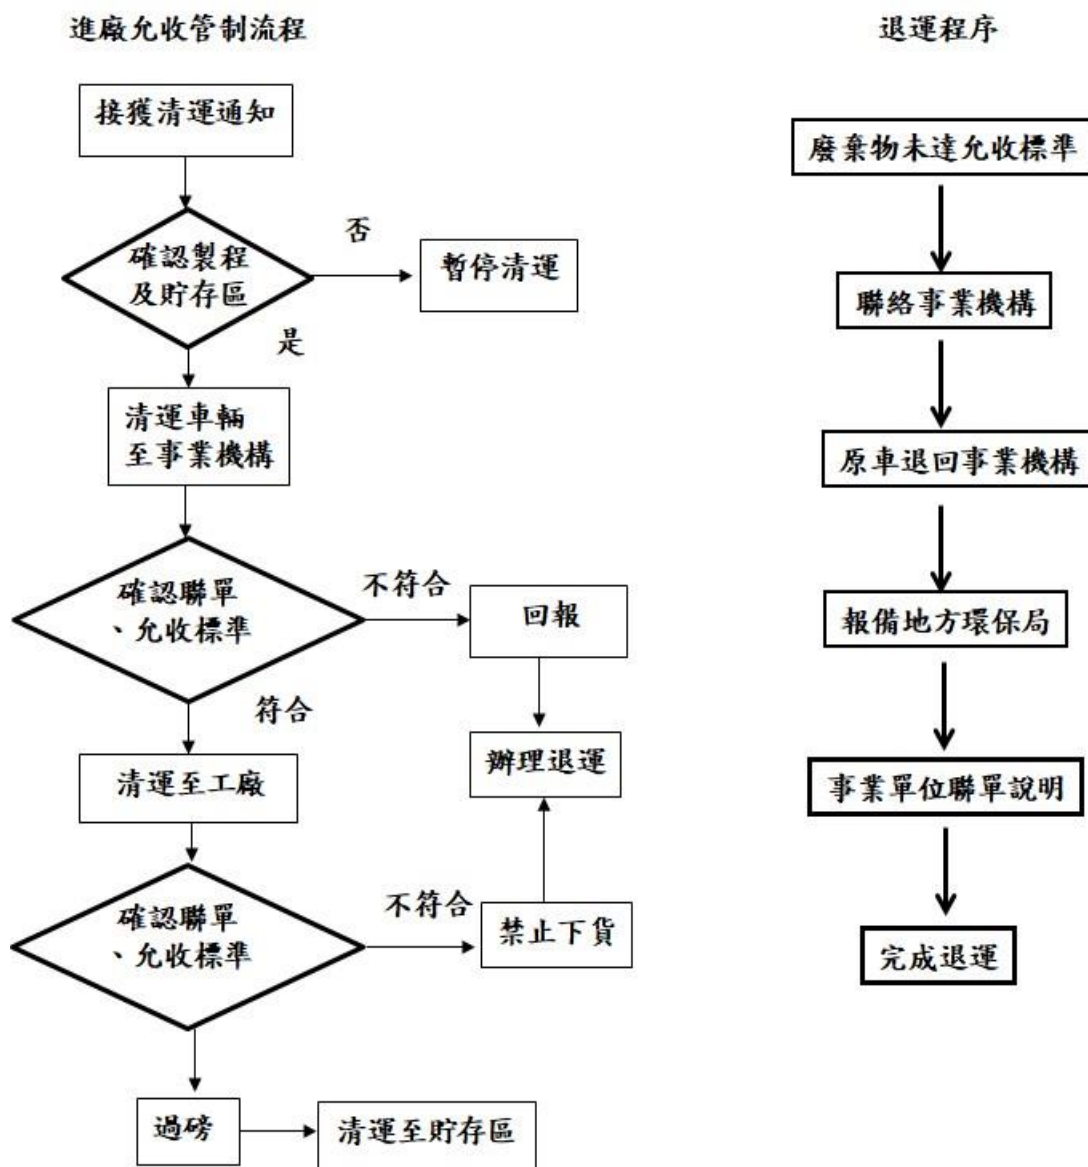 進廠允收管制流程
接獲清運通知
確認製程
及貯存區
否
暫停清運
是
清運車輛
至事業機構
確認聯單
、允收標準
不符合
回報
符合
辦理退運
清運至工廠
確認聯單
、允收標準
不符合
禁止下貨
過磅
清運至貯存區
退運程序
廢棄物未達允收標準
聯絡事業機構
原車退回事業機構
報備地方環保局
事業單位聯單說明
完成退運